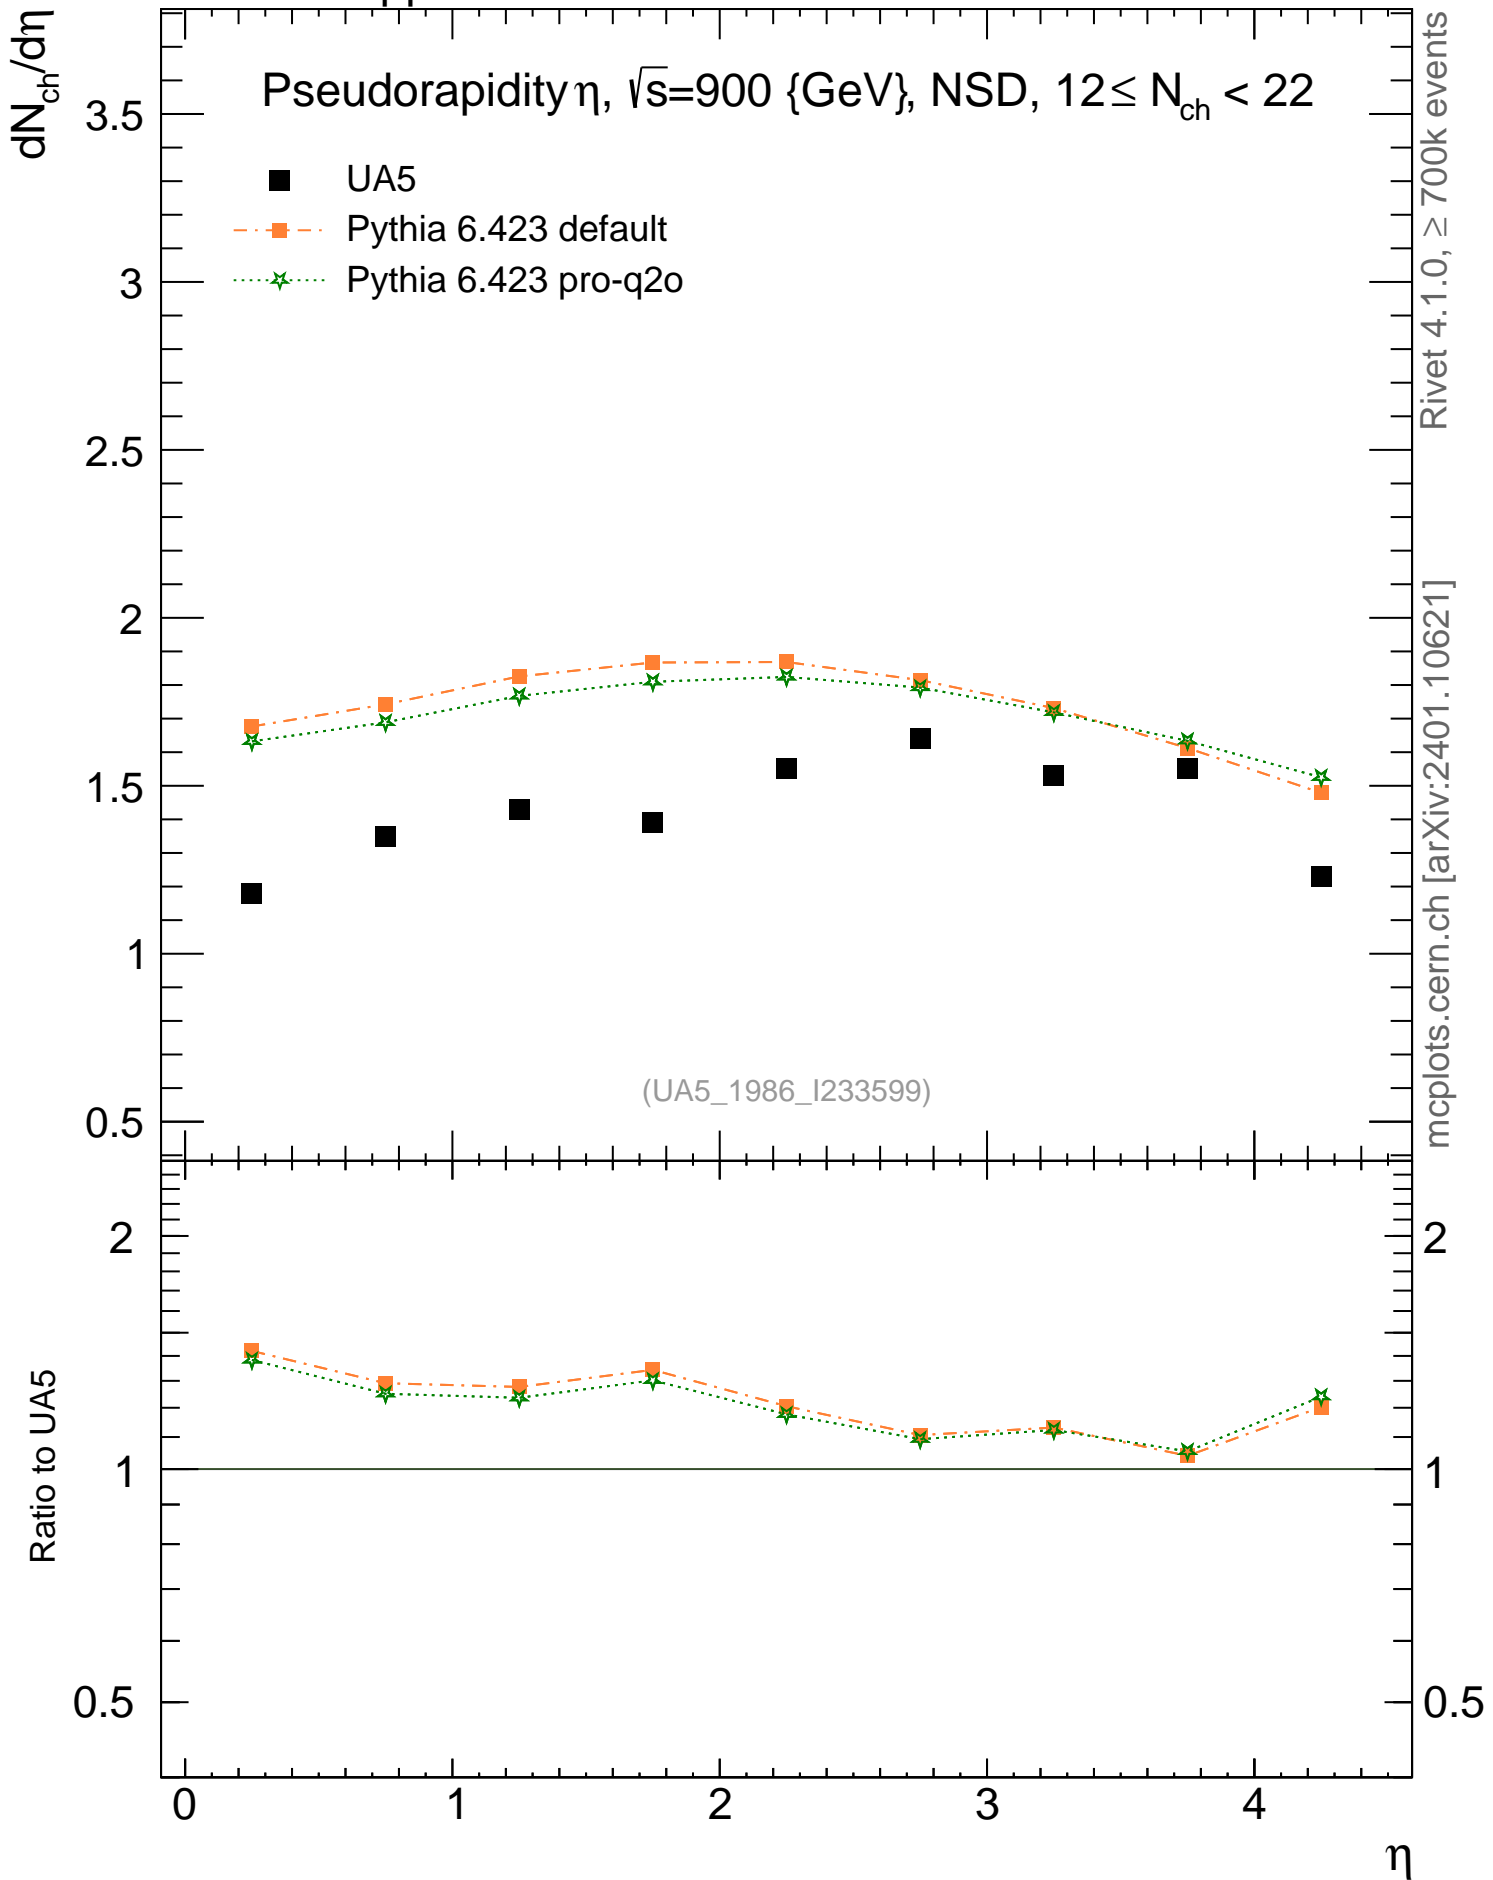 Pseudorapidity η, √s=900 {GeV}, NSD, 12≤ N_ch < 22
dN_ch/dη
UA5
Pythia 6.423 default
Pythia 6.423 pro-q2o
3.5
3
2.5
2
1.5
1
0.5
(UA5_1986_I233599)
Rivet 4.1.0, ≥ 700k events
mcplots.cern.ch [arXiv:2401.10621]
Ratio to UA5
2
1
0.5
2
1
0.5
0 1 2 3 4
η